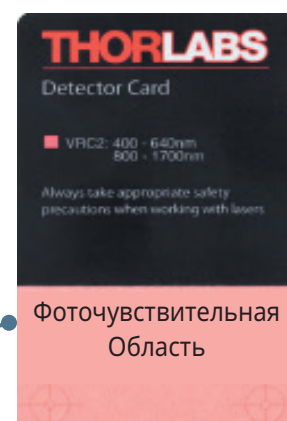 THORLABS
Detector Card
VRC2: 400 - 640nm
800 - 1700nm
Always take appropriate safety
precautions when working with lasers
Фоточувствительная
Область